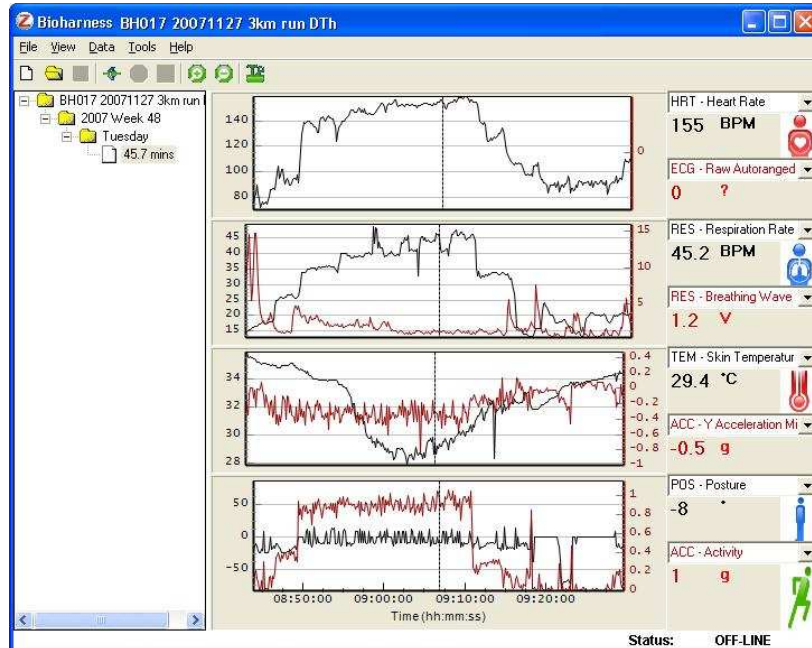 Bioharness BH017 20071127 3km run DTh
File View Data Tools Help
BH017 20071127 3km run
2007 Week 48
Tuesday
45.7 mins
140
120
100
80
0
HRT - Heart Rate
155 BPM
ECG - Raw Autoranged
0 ?
45
40
35
30
25
20
15
15
10
5
RES - Respiration Rate
45.2 BPM
RES - Breathing Wave
1.2 V
34
32
30
28
0.4
0.2
0
-0.2
-0.4
-0.6
-0.8
-1
TEM - Skin Temperatur
29.4 °C
ACC - Y Acceleration Mi
-0.5 g
50
0
-50
1
0.8
0.6
0.4
0.2
0
POS - Posture
-8 °
ACC - Activity
1 g
08:50:00 09:00:00 09:10:00 09:20:00
Time (hh:mm:ss)
Status: OFF-LINE